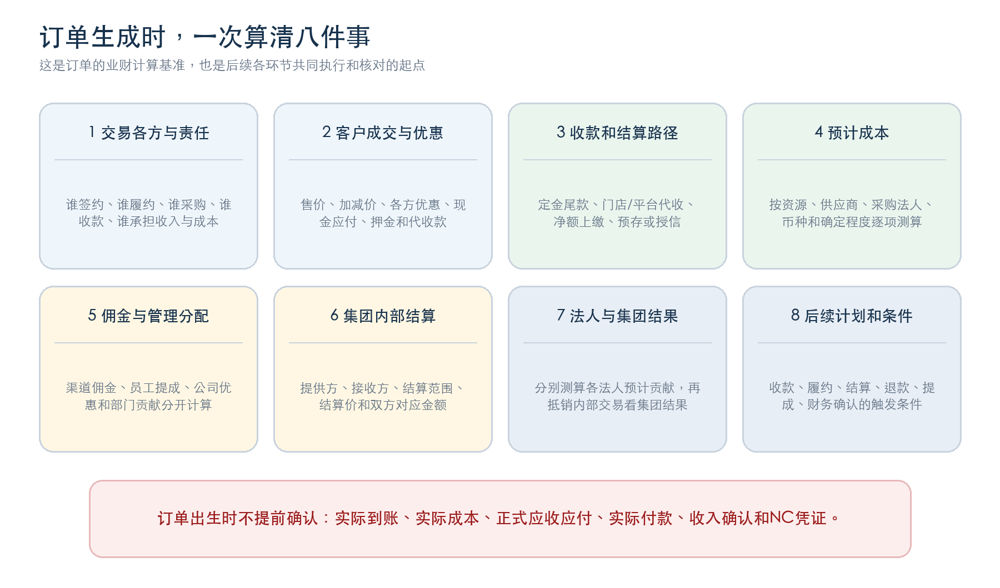 订单生成时，一次算清八件事
这是订单的业财计算基准，也是后续各环节共同执行和核对的起点
1 交易各方与责任
谁签约、谁履约、谁采购、谁
收款、谁承担收入与成本
2 客户成交与优惠
售价、加减价、各方优惠、现
金应付、押金和代收款
3 收款和结算路径
定金尾款、门店/平台代收、
净额上缴、预存或授信
4 预计成本
按资源、供应商、采购法人、
币种和确定程度逐项测算
5 佣金与管理分配
渠道佣金、员工提成、公司优
惠和部门贡献分开计算
6 集团内部结算
提供方、接收方、结算范围、
结算价和双方对应金额
7 法人与集团结果
分别测算各法人预计贡献，再
抵销内部交易看集团结果
8 后续计划和条件
收款、履约、结算、退款、提
成、财务确认的触发条件
订单出生时不提前确认：实际到账、实际成本、正式应收应付、实际付款、收入确认和NC凭证。